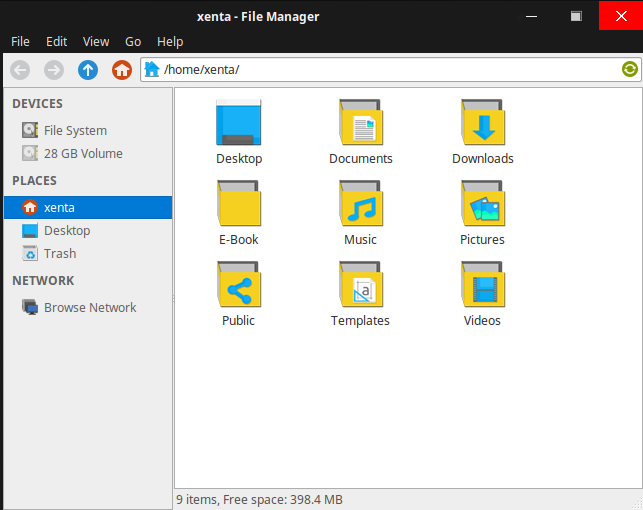 xenta - File Manager
File Edit View Go Help
/home/xenta/
DEVICES
File System
28 GB Volume
PLACES
xenta
Desktop
Trash
NETWORK
Browse Network
Desktop Documents Downloads
E-Book Music Pictures
a
Public Templates Videos
9 items, Free space: 398.4 MB